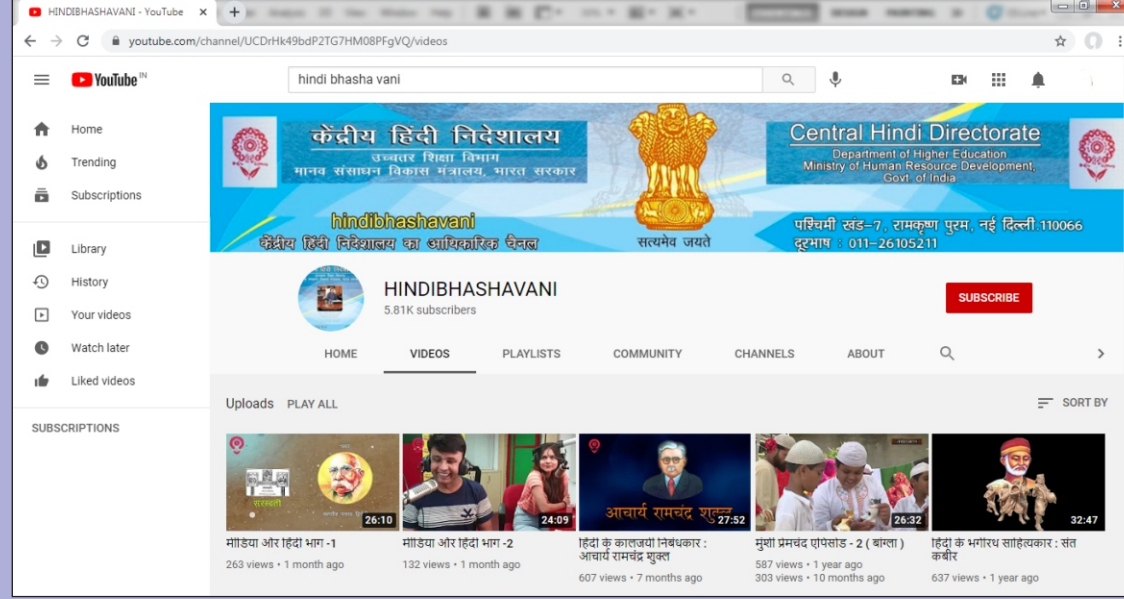 HINDIBHASHAVANI - YouTube
youtube.com/channel/UCDrHk49bdP2TG7HM08PFgVQ/videos
YouTube IN
hindi bhasha vani
Home
Trending
Subscriptions
Library
History
Your videos
Watch later
Liked videos
SUBSCRIPTIONS
केंद्रीय हिंदी निदेशालय
उच्चतर शिक्षा विभाग
मानव संसाधन विकास मंत्रालय, भारत सरकार
hindibhashavani
केंद्रीय हिंदी निदेशालय का आधिकारिक चैनल
सत्यमेव जयते
Central Hindi Directorate
Department of Higher Education
Ministry of Human Resource Development,
Govt of India
पश्चिमी खंड-7, रामकृष्ण पुरम, नई दिल्ली.110066
दूरभाष : 011-26105211
HINDIBHASHAVANI
5.81K subscribers
SUBSCRIBE
HOME VIDEOS PLAYLISTS COMMUNITY CHANNELS ABOUT
Uploads PLAY ALL
SORT BY
सरस्वती
26:10
24:09
आचार्य रामचंद्र शुक्ल
27:52
26:32
32:47
मीडिया और हिंदी भाग -1
263 views • 1 month ago
मीडिया और हिंदी भाग -2
132 views • 1 month ago
हिंदी के कालजयी निबंधकार :
आचार्य रामचंद्र शुक्ल
607 views • 7 months ago
मुंशी प्रेमचंद एपिसोड - 2 ( बांग्ला )
587 views • 1 year ago
303 views • 10 months ago
हिंदी के भगीरथ साहित्यकार : संत
कबीर
637 views • 1 year ago